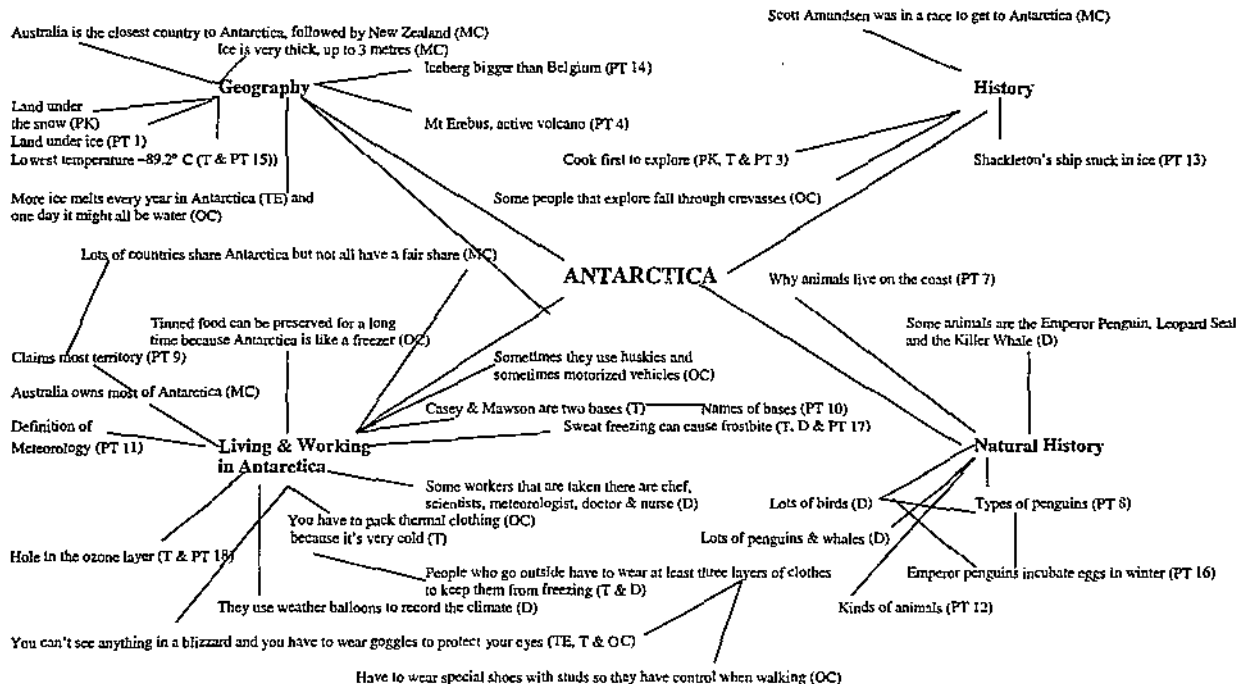 Scott Amundsen was in a race to get to Antarctica (MC)
Australia is the closest country to Antarctica, followed by New Zealand (MC)
Ice is very thick, up to 3 metres (MC)
Iceberg bigger than Belgium (PT 14)
Geography
History
Land under
the snow (PK)
Land under ice (PT 1)
Lowest temperature –89.2° C (T & PT 15))
Mt Erebus, active volcano (PT 4)
Cook first to explore (PK, T & PT 3)
Shackleton's ship stuck in ice (PT 13)
More ice melts every year in Antarctica (TE) and
one day it might all be water (OC)
Some people that explore fall through crevasses (OC)
Lots of countries share Antarctica but not all have a fair share (MC)
ANTARCTICA
Why animals live on the coast (PT 7)
Tinned food can be preserved for a long
time because Antarctica is like a freezer (OC)
Some animals are the Emperor Penguin, Leopard Seal
and the Killer Whale (D)
Claims most territory (PT 9)
Sometimes they use huskies and
sometimes motorized vehicles (OC)
Australia owns most of Antarctica (MC)
Casey & Mawson are two bases (T)
Names of bases (PT 10)
Definition of
Meteorology (PT 11)
Sweat freezing can cause frostbite (T, D & PT 17)
Living & Working
in Antarctica
Natural History
Some workers that are taken there are chef,
scientists, meteorologist, doctor & nurse (D)
Lots of birds (D)
Types of penguins (PT 8)
You have to pack thermal clothing (OC)
because it's very cold (T)
Lots of penguins & whales (D)
Hole in the ozone layer (T & PT 18)
People who go outside have to wear at least three layers of clothes
to keep them from freezing (T & D)
Emperor penguins incubate eggs in winter (PT 16)
They use weather balloons to record the climate (D)
Kinds of animals (PT 12)
You can't see anything in a blizzard and you have to wear goggles to protect your eyes (TE, T & OC)
Have to wear special shoes with studs so they have control when walking (OC)